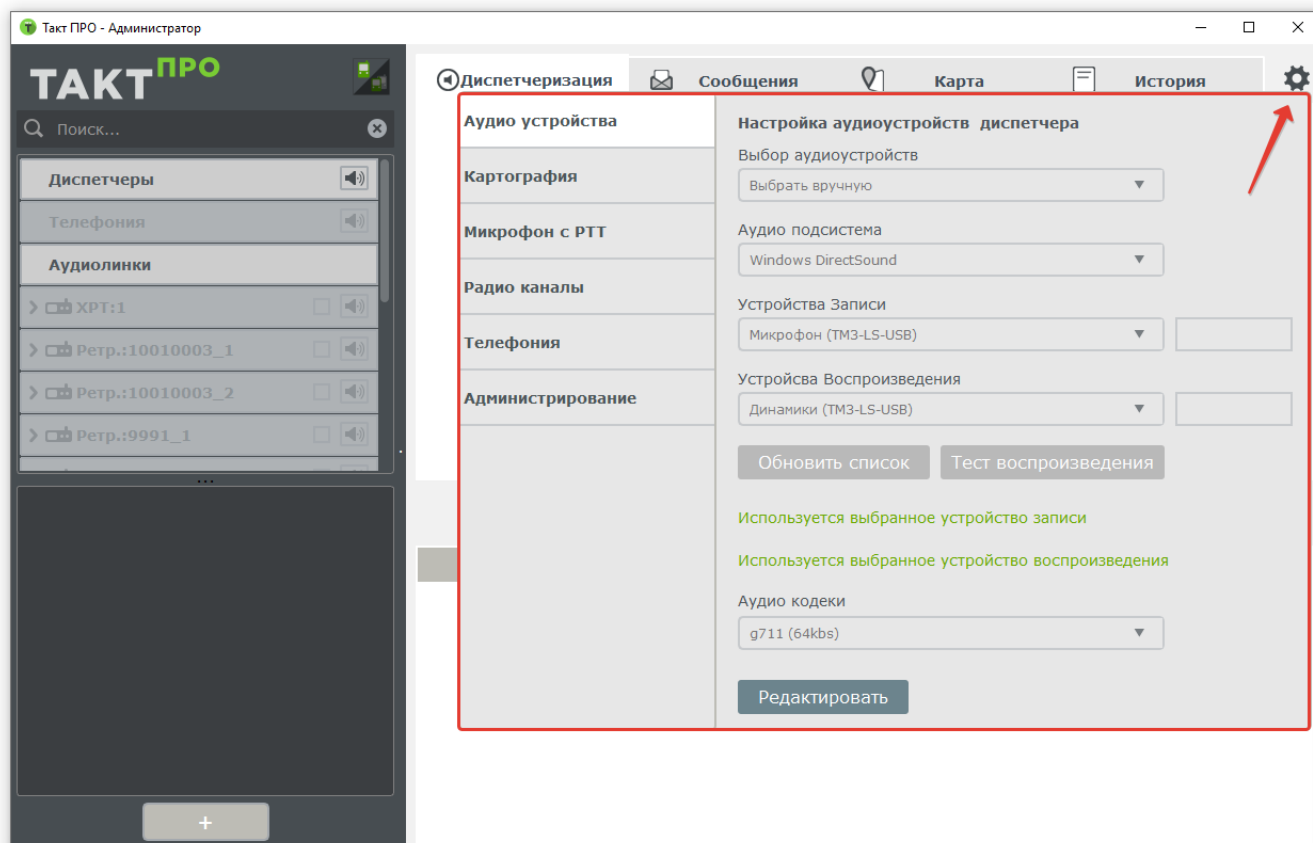 Такт ПРО - Администратор
ТАКТ ПРО
Поиск...
Диспетчеры
Телефония
Аудиолинки
ХРТ:1
Ретр.:10010003_1
Ретр.:10010003_2
Ретр.:9991_1
...
+
Диспетчеризация
Сообщения
Карта
История
Аудио устройства
Картография
Микрофон с РТТ
Радио каналы
Телефония
Администрирование
Настройка аудиоустройств диспетчера
Выбор аудиоустройств
Выбрать вручную
Аудио подсистема
Windows DirectSound
Устройства Записи
Микрофон (TM3-LS-USB)
Устройсва Воспроизведения
Динамики (TM3-LS-USB)
Обновить список
Тест воспроизведения
Используется выбранное устройство записи
Используется выбранное устройство воспроизведения
Аудио кодеки
g711 (64kbs)
Редактировать